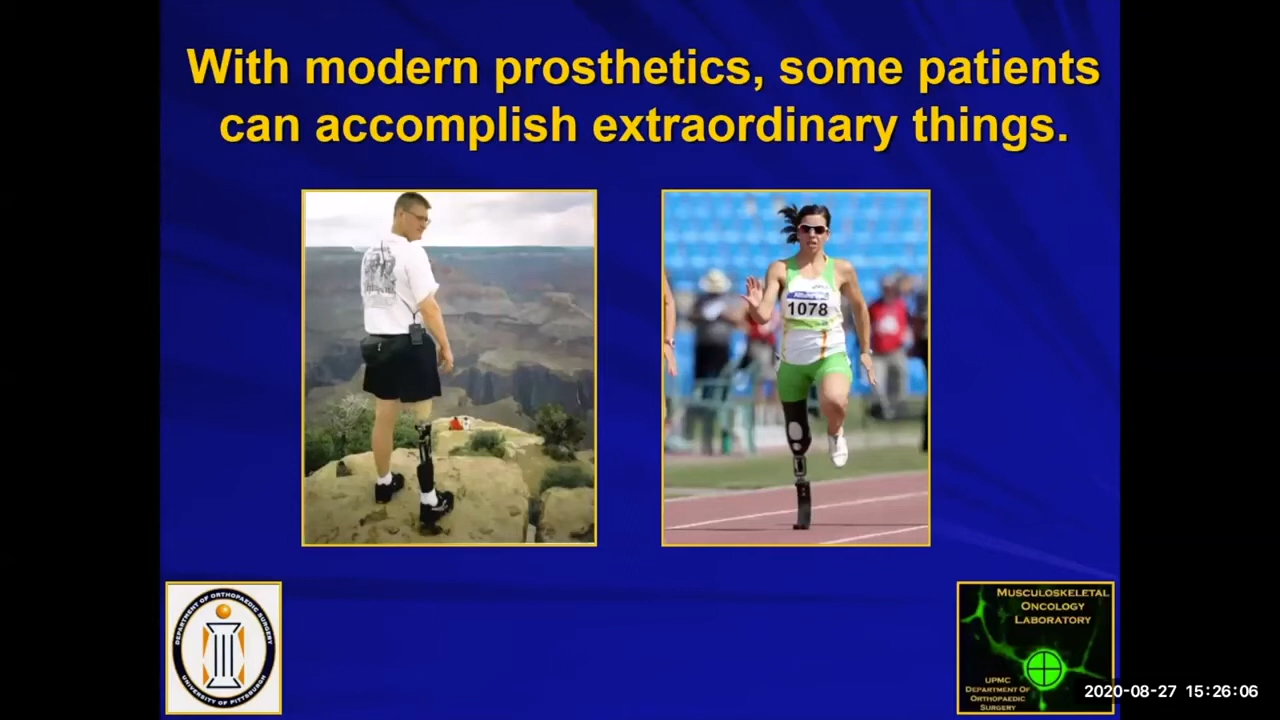 With modern prosthetics, some patients
can accomplish extraordinary things.
1078
DEPARTMENT OF ORTHOPAEDIC SURGERY
UNIVERSITY OF PITTSBURGH
MUSCULOSKELETAL
ONCOLOGY
LABORATORY
UPMC
DEPARTMENT OF
ORTHOPAEDIC
SURGERY
2020-08-27 15:26:06